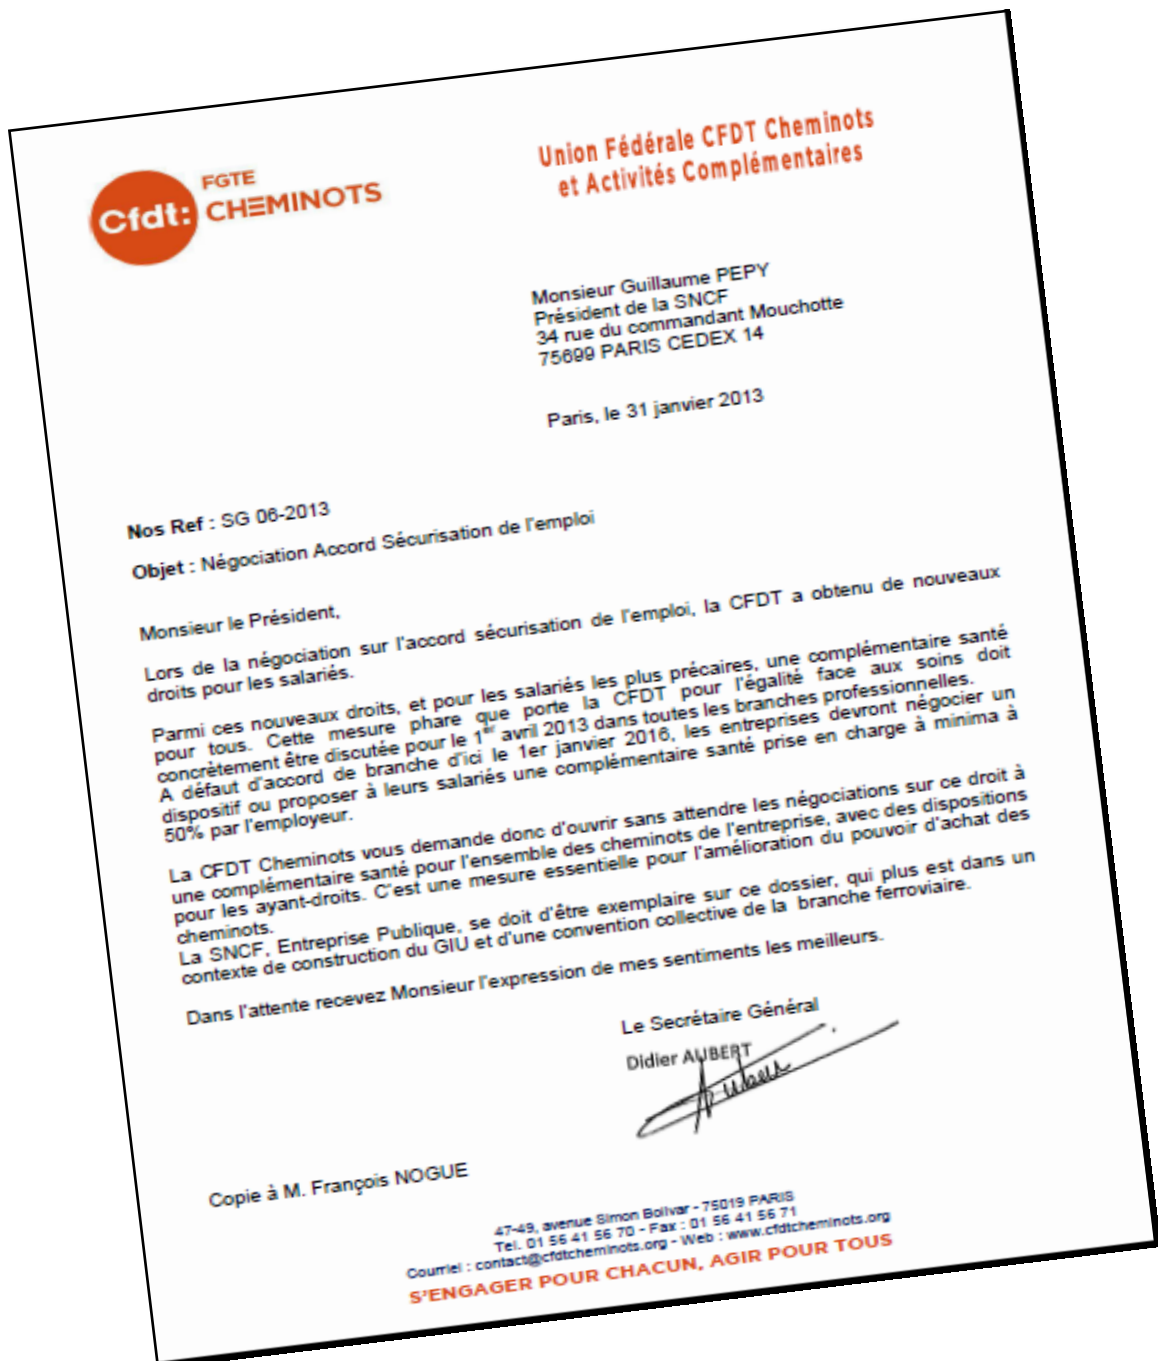 Cfdt:
FGTE
CHEMINOTS
Union Fédérale CFDT Cheminots
et Activités Complémentaires
Monsieur Guillaume PEPY
Président de la SNCF
34 rue du commandant Mouchotte
75699 PARIS CEDEX 14
Paris, le 31 janvier 2013
Nos Ref : SG 06-2013
Objet : Négociation Accord Sécurisation de l'emploi
Monsieur le Président,
Lors de la négociation sur l'accord sécurisation de l'emploi, la CFDT a obtenu de nouveaux
droits pour les salariés.
Parmi ces nouveaux droits, et pour les salariés les plus précaires, une complémentaire santé
pour tous. Cette mesure phare que porte la CFDT pour l'égalité face aux soins doit
concrètement être discutée pour le 1er avril 2013 dans toutes les branches professionnelles.
A défaut d'accord de branche d'ici le 1er janvier 2016, les entreprises devront négocier un
dispositif ou proposer à leurs salariés une complémentaire santé prise en charge à minima à
50% par l'employeur.
La CFDT Cheminots vous demande donc d'ouvrir sans attendre les négociations sur ce droit à
une complémentaire santé pour l'ensemble des cheminots de l'entreprise, avec des dispositions
pour les ayant-droits. C'est une mesure essentielle pour l'amélioration du pouvoir d'achat des
cheminots.
La SNCF, Entreprise Publique, se doit d'être exemplaire sur ce dossier, qui plus est dans un
contexte de construction du GIU et d'une convention collective de la branche ferroviaire.
Dans l'attente recevez Monsieur l'expression de mes sentiments les meilleurs.
Le Secrétaire Général
Didier AUBERT
Aubert
Copie à M. François NOGUE
47-49, avenue Simon Bolivar - 75019 PARIS
Tel. 01 56 41 56 70 - Fax : 01 56 41 56 71
Courriel : contact@cfdtcheminots.org - Web : www.cfdtcheminots.org
S'ENGAGER POUR CHACUN, AGIR POUR TOUS